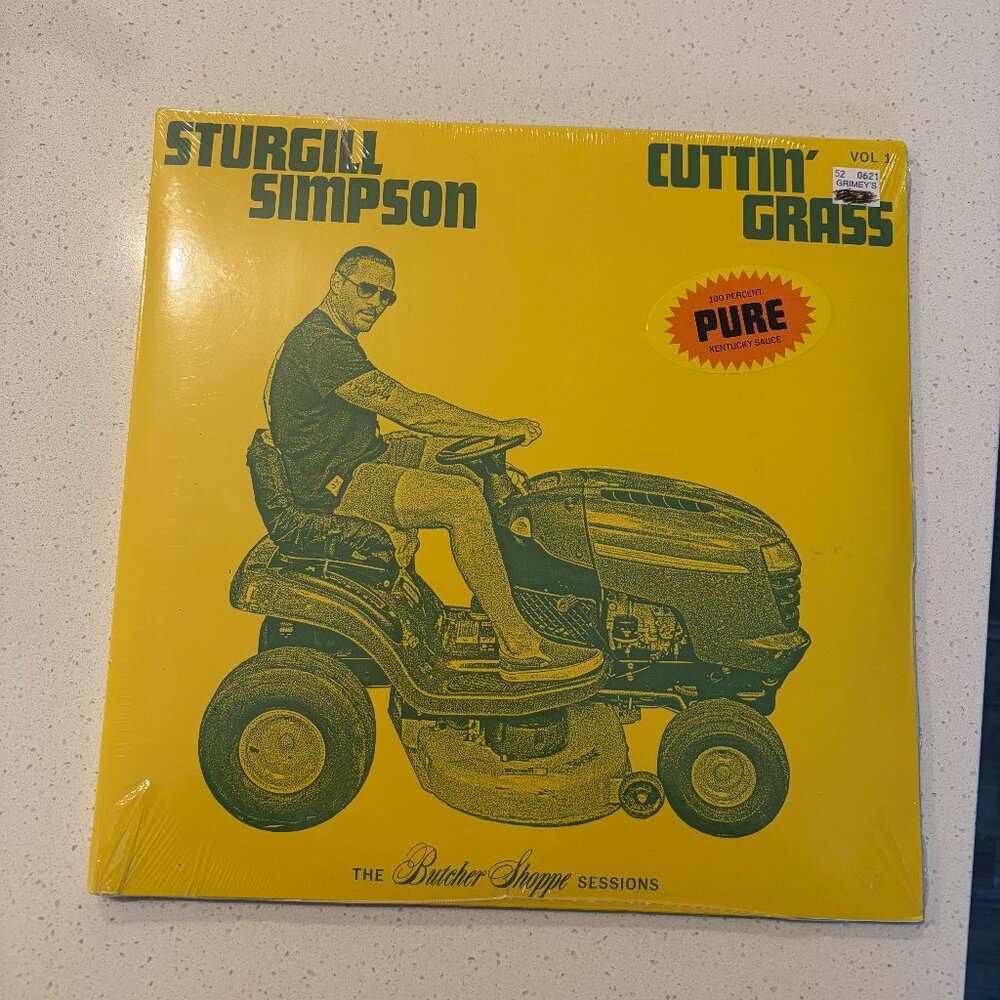 STURGILL
SIMPSON
CUTTIN'
GRASS
VOL 1
52 0621
GRIMEY'S
100 PERCENT
PURE
KENTUCKY SAUCE
THE Butcher Shoppe SESSIONS